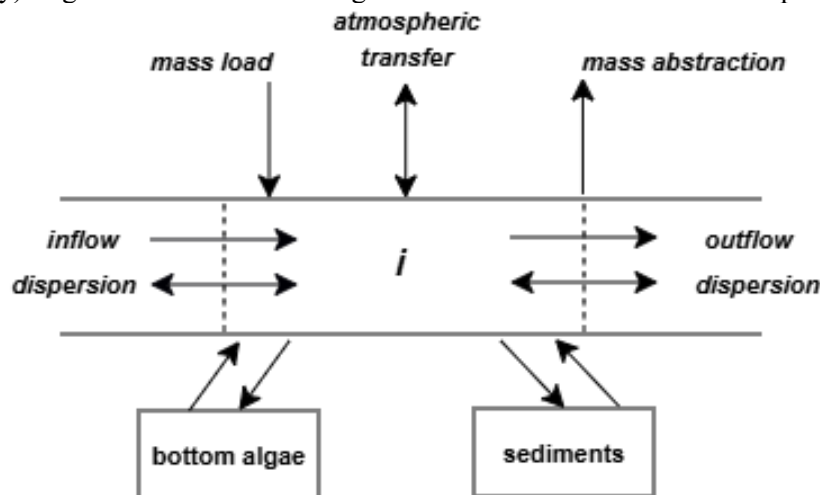 atmospheric
transfer
mass load
mass abstraction
inflow
outflow
dispersion
i
dispersion
bottom algae
sediments